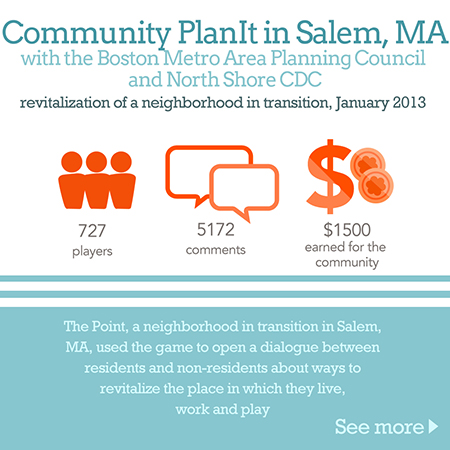 Community PlanIt in Salem, MA
with the Boston Metro Area Planning Council
and North Shore CDC
revitalization of a neighborhood in transition, January 2013
727
players
5172
comments
$1500
earned for the
community
The Point, a neighborhood in transition in Salem,
MA, used the game to open a dialogue between
residents and non-residents about ways to
revitalize the place in which they live,
work and play
See more